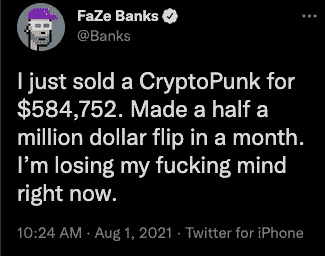 FaZe Banks
@Banks
I just sold a CryptoPunk for
$584,752. Made a half a
million dollar flip in a month.
I’m losing my fucking mind
right now.
10:24 AM · Aug 1, 2021 · Twitter for iPhone